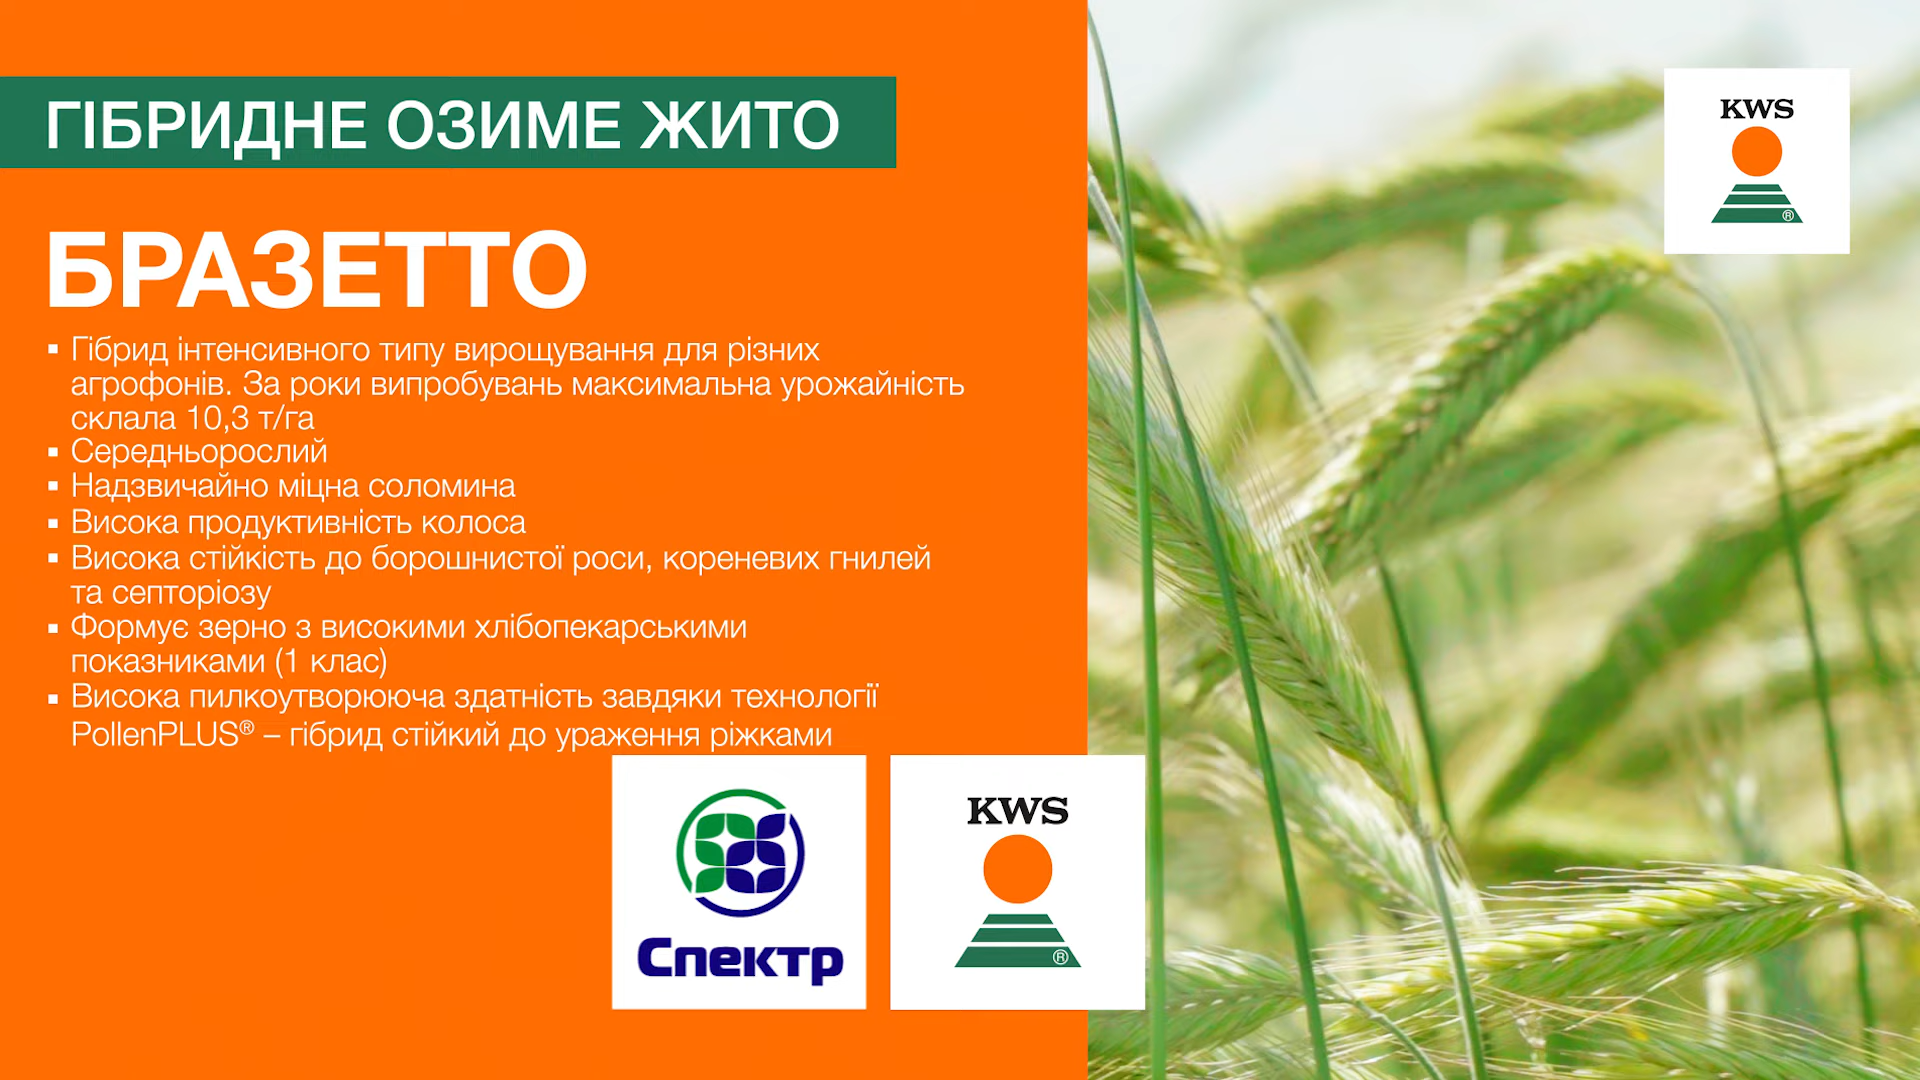 ГІБРИДНЕ ОЗИМЕ ЖИТО
KWS
®
БРАЗЕТТО
▪ Гібрид інтенсивного типу вирощування для різних
агрофонів. За роки випробувань максимальна урожайність
склала 10,3 т/га
▪ Середньорослий
▪ Надзвичайно міцна соломина
▪ Висока продуктивність колоса
▪ Висока стійкість до борошнистої роси, кореневих гнилей
та септоріозу
▪ Формує зерно з високими хлібопекарськими
показниками (1 клас)
▪ Висока пилкоутворююча здатність завдяки технології
PollenPLUS® – гібрид стійкий до ураження ріжками
Спектр
KWS
®